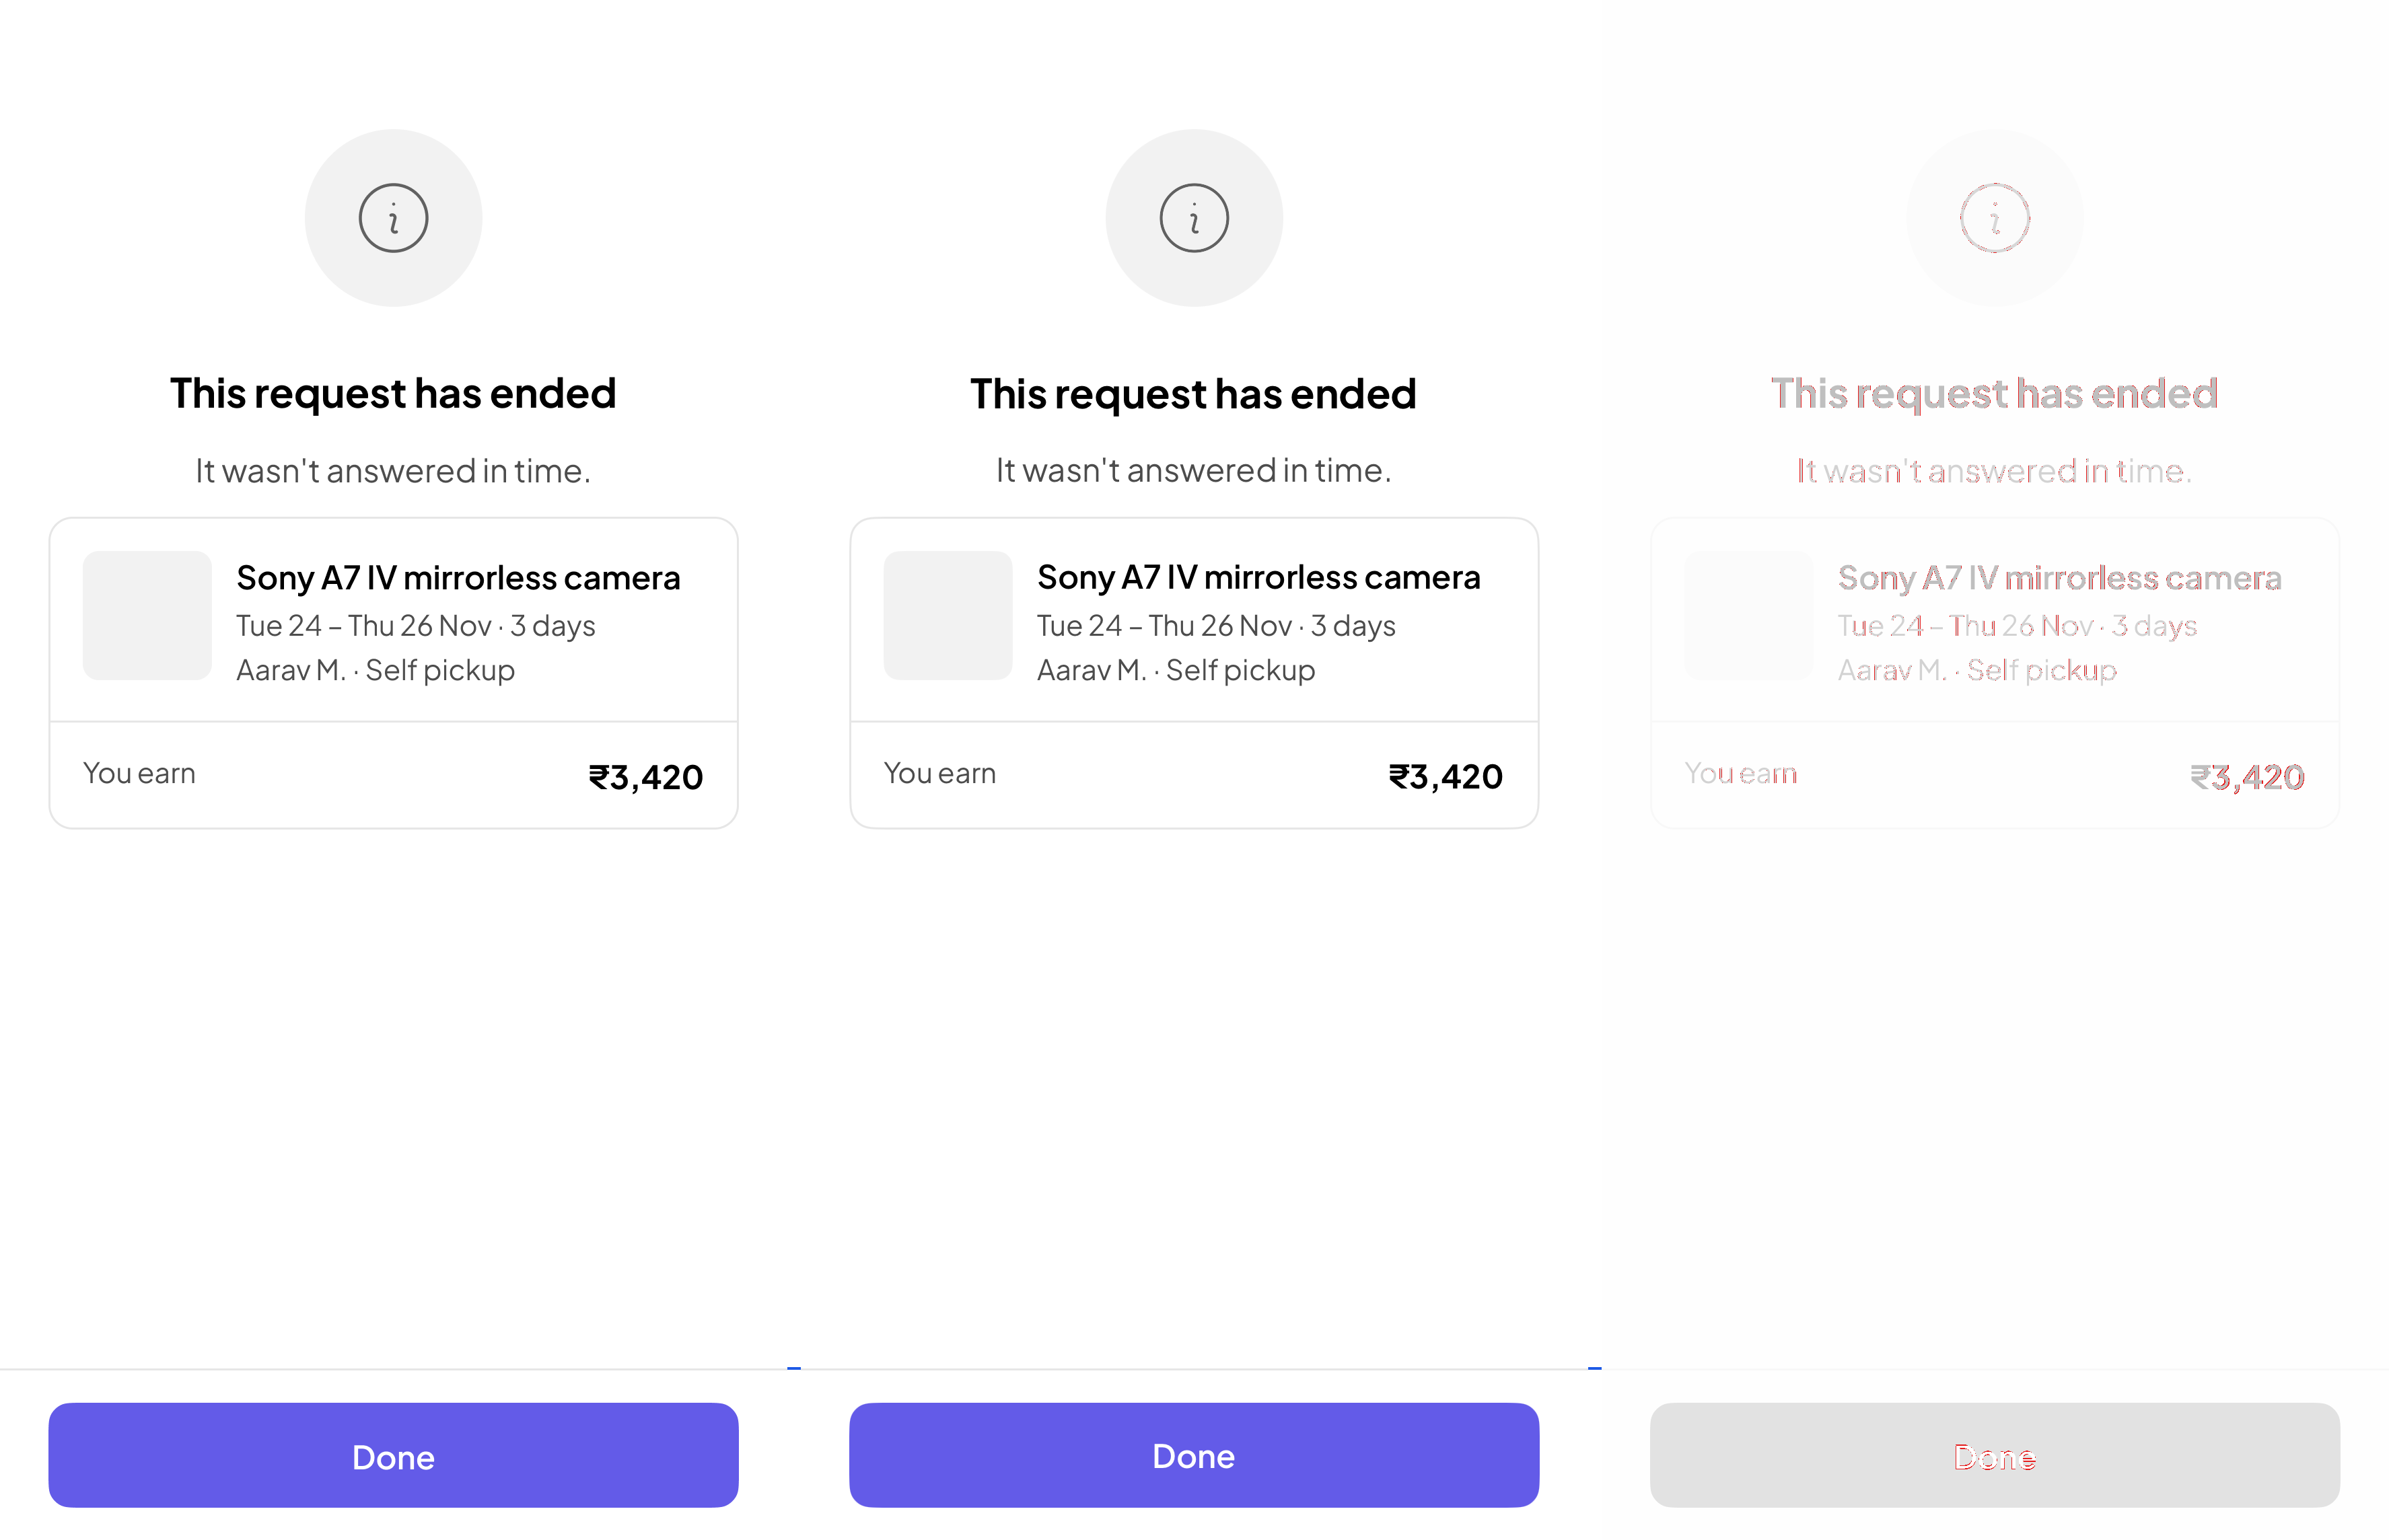 This request has ended
It wasn't answered in time.
Sony A7 IV mirrorless camera
Tue 24 – Thu 26 Nov · 3 days
Aarav M. · Self pickup
You earn
₹3,420
Done
This request has ended
It wasn't answered in time.
Sony A7 IV mirrorless camera
Tue 24 – Thu 26 Nov · 3 days
Aarav M. · Self pickup
You earn
₹3,420
Done
This request has ended
It wasn't answered in time.
Sony A7 IV mirrorless camera
Tue 24 – Thu 26 Nov · 3 days
Aarav M. · Self pickup
You earn
₹3,420
Done